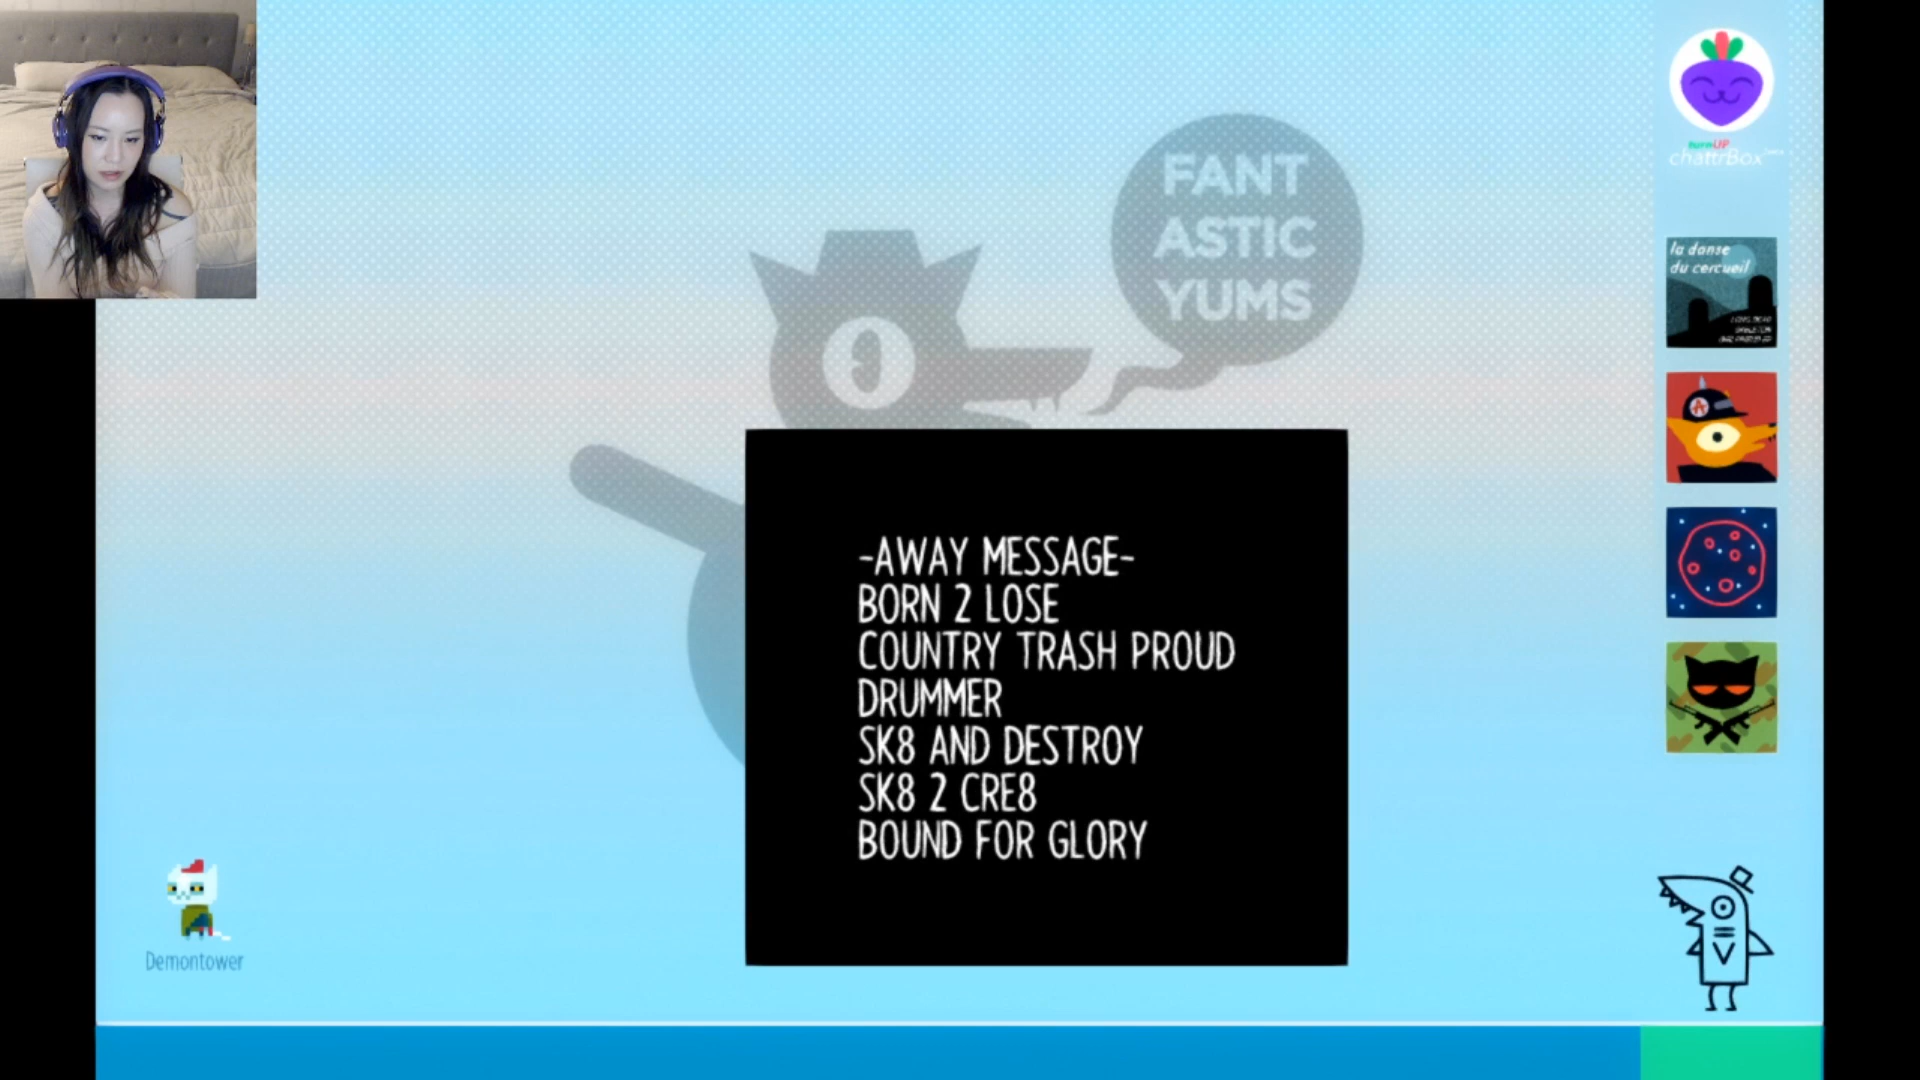 FANT
ASTIC
YUMS
turnUP
chattrBox
la danse
du cercueil
A
-AWAY MESSAGE-
BORN 2 LOSE
COUNTRY TRASH PROUD
DRUMMER
SK8 AND DESTROY
SK8 2 CRE8
BOUND FOR GLORY
Demontower